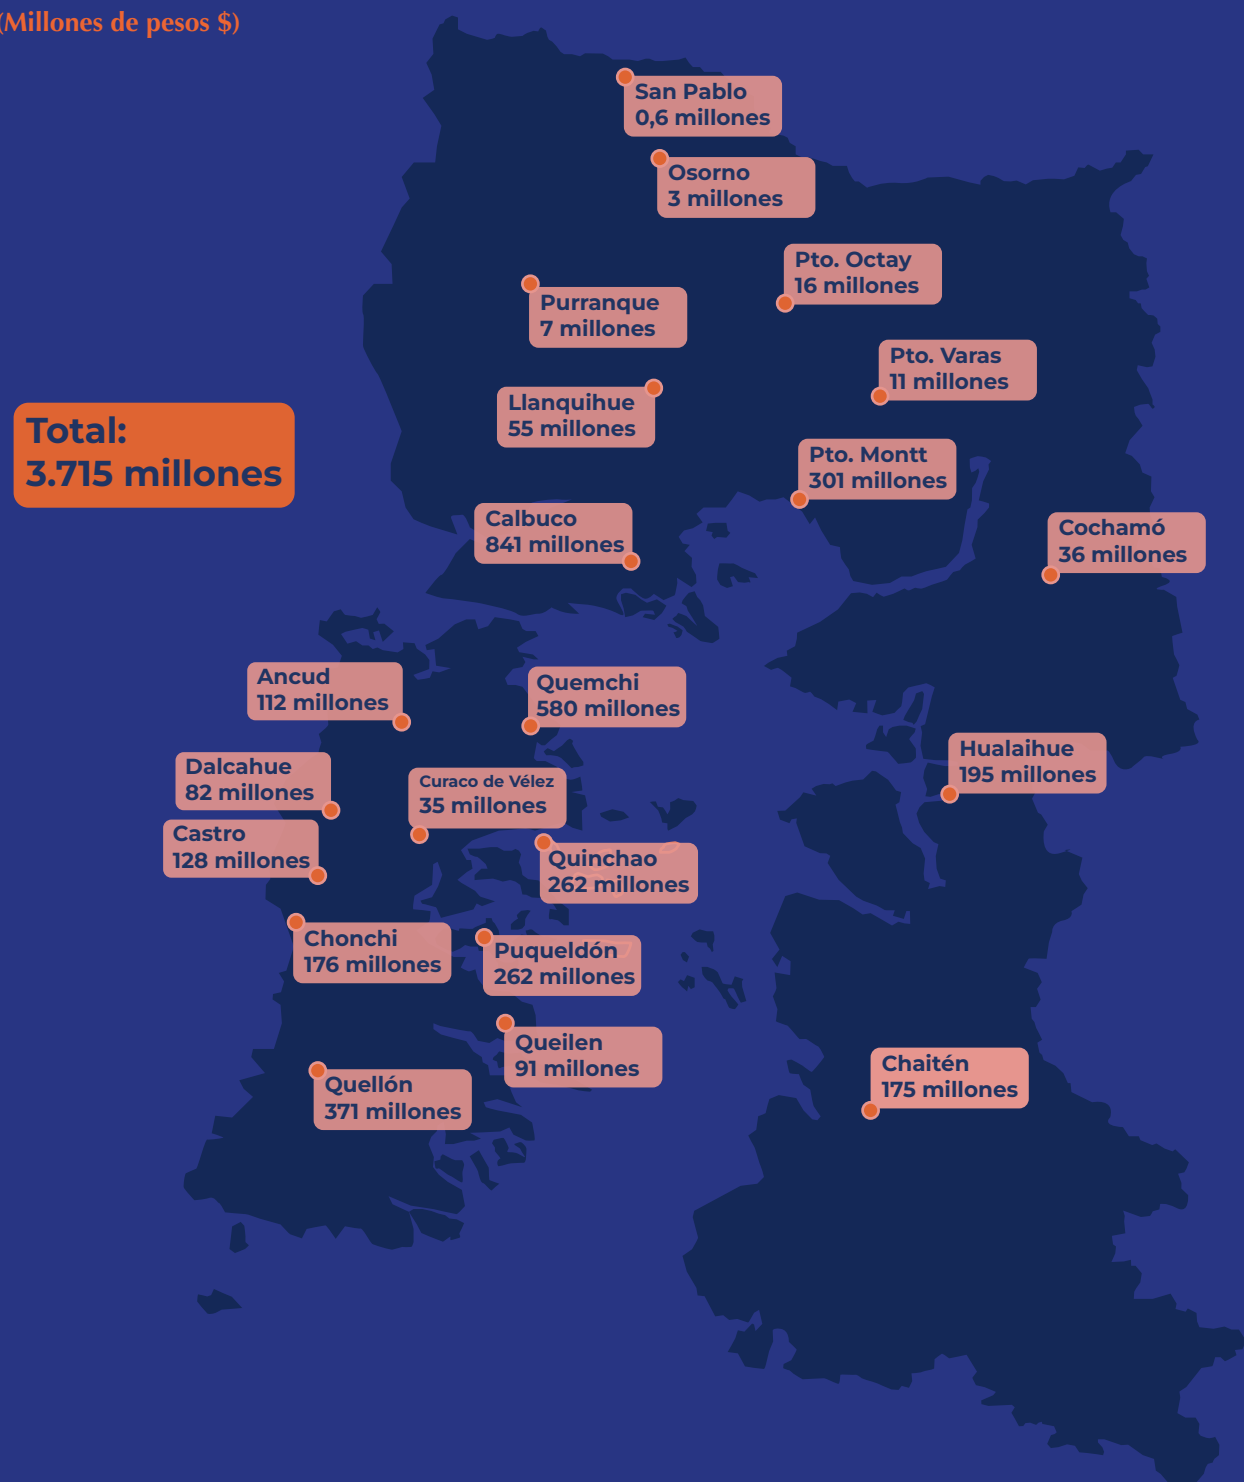 (Millones de pesos $)
San Pablo
0,6 millones
Osorno
3 millones
Pto. Octay
16 millones
Purranque
7 millones
Pto. Varas
11 millones
Llanquihue
55 millones
Total:
3.715 millones
Pto. Montt
301 millones
Calbuco
841 millones
Cochamó
36 millones
Ancud
112 millones
Quemchi
580 millones
Hualaihue
195 millones
Dalcahue
82 millones
Curaco de Vélez
35 millones
Castro
128 millones
Quinchao
262 millones
Chonchi
176 millones
Puqueldón
262 millones
Queilen
91 millones
Chaitén
175 millones
Quellón
371 millones